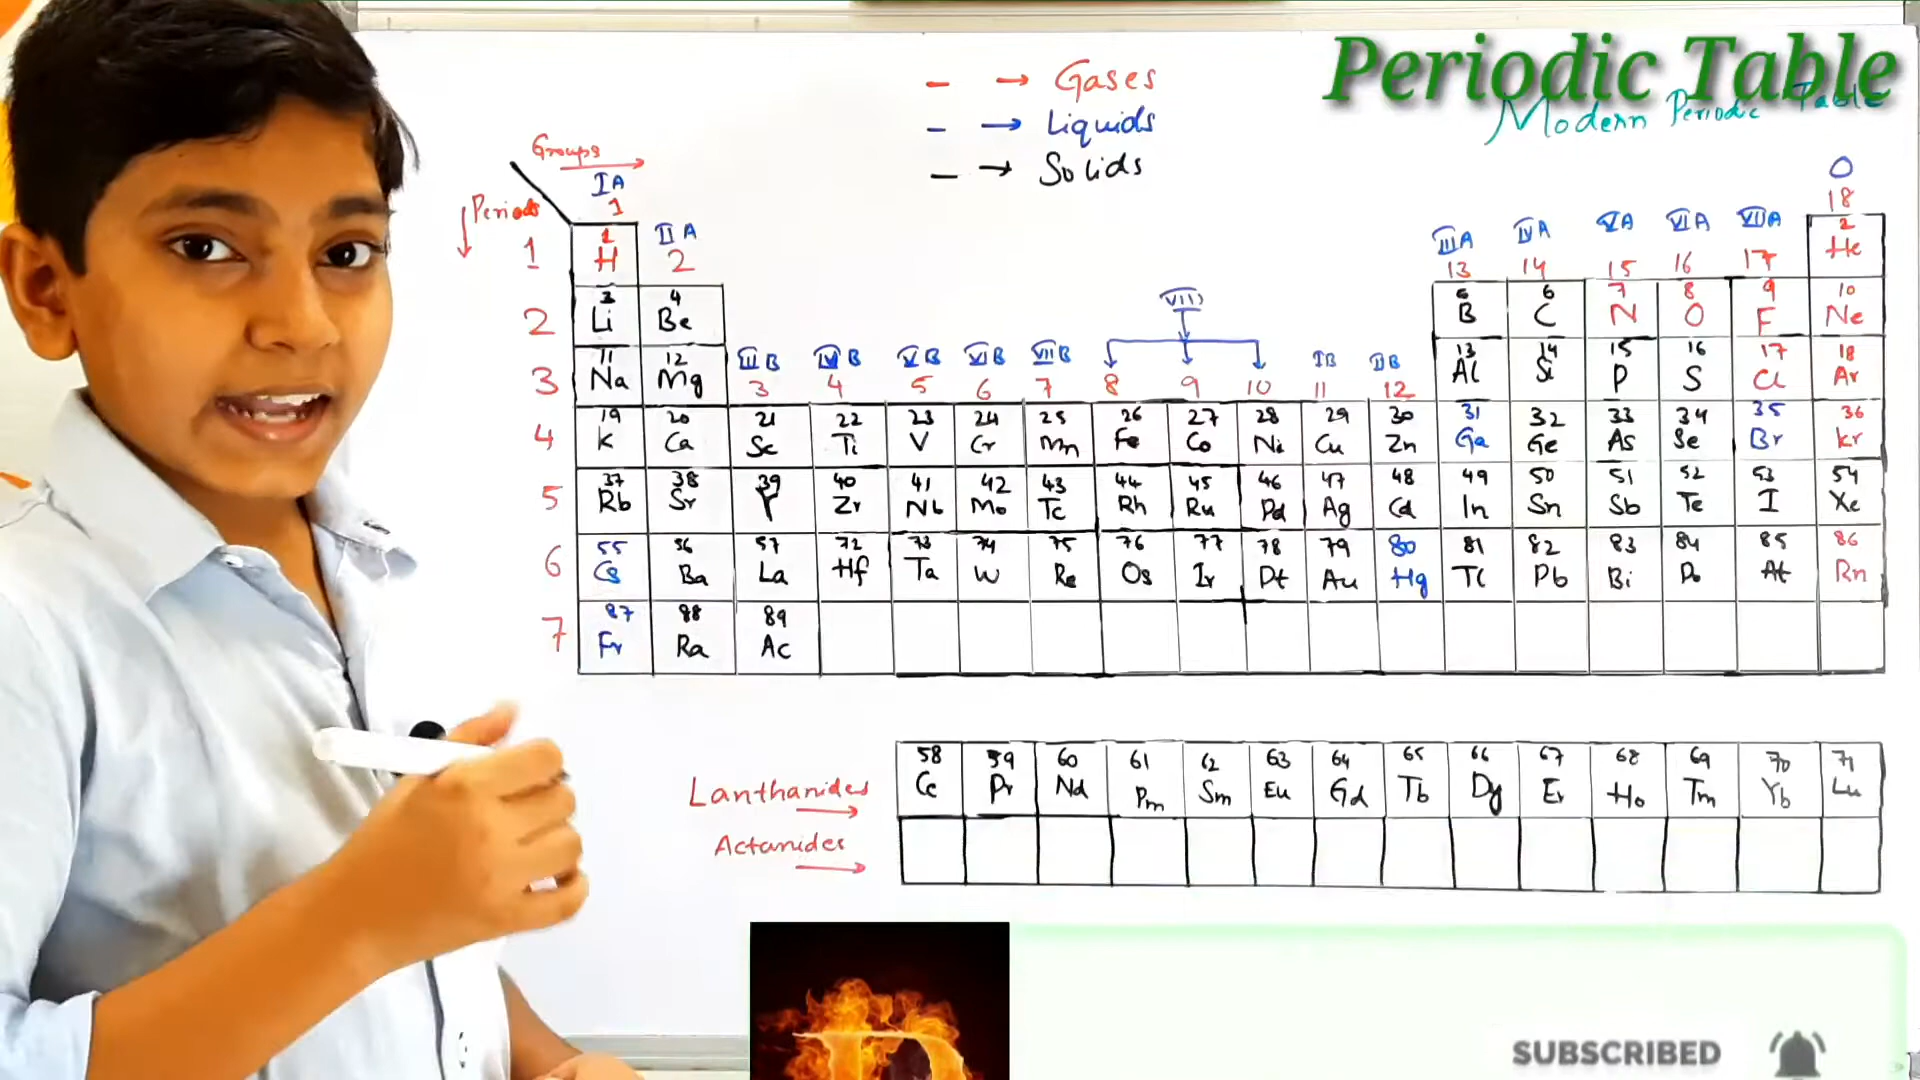 Periodic Table
Modern Periodic Table
– → Gases
– → Liquids
– → Solids
Groups
Periods
IA IIA IIIB IVB VB VIB VIIB VIII IB IIB IIIA IVA VA VIA VIIA O
1 2 3 4 5 6 7 8 9 10 11 12 13 14 15 16 17 18
1 1 H 2 He
2 3 Li 4 Be 5 B 6 C 7 N 8 O 9 F 10 Ne
3 11 Na 12 Mg 13 Al 14 Si 15 P 16 S 17 Cl 18 Ar
4 19 K 20 Ca 21 Sc 22 Ti 23 V 24 Cr 25 Mn 26 Fe 27 Co 28 Ni 29 Cu 30 Zn 31 Ga 32 Ge 33 As 34 Se 35 Br 36 Kr
5 37 Rb 38 Sr 39 Y 40 Zr 41 Nb 42 Mo 43 Tc 44 Rh 45 Ru 46 Pd 47 Ag 48 Cd 49 In 50 Sn 51 Sb 52 Te 53 I 54 Xe
6 55 Cs 56 Ba 57 La 72 Hf 73 Ta 74 W 75 Re 76 Os 77 Ir 78 Pt 79 Au 80 Hg 81 Tl 82 Pb 83 Bi 84 Po 85 At 86 Rn
7 87 Fr 88 Ra 89 Ac
58 Ce 59 Pr 60 Nd 61 Pm 62 Sm 63 Eu 64 Gd 65 Tb 66 Dy 67 Er 68 Ho 69 Tm 70 Yb 71 Lu
Lanthanides
Actanides
SUBSCRIBED